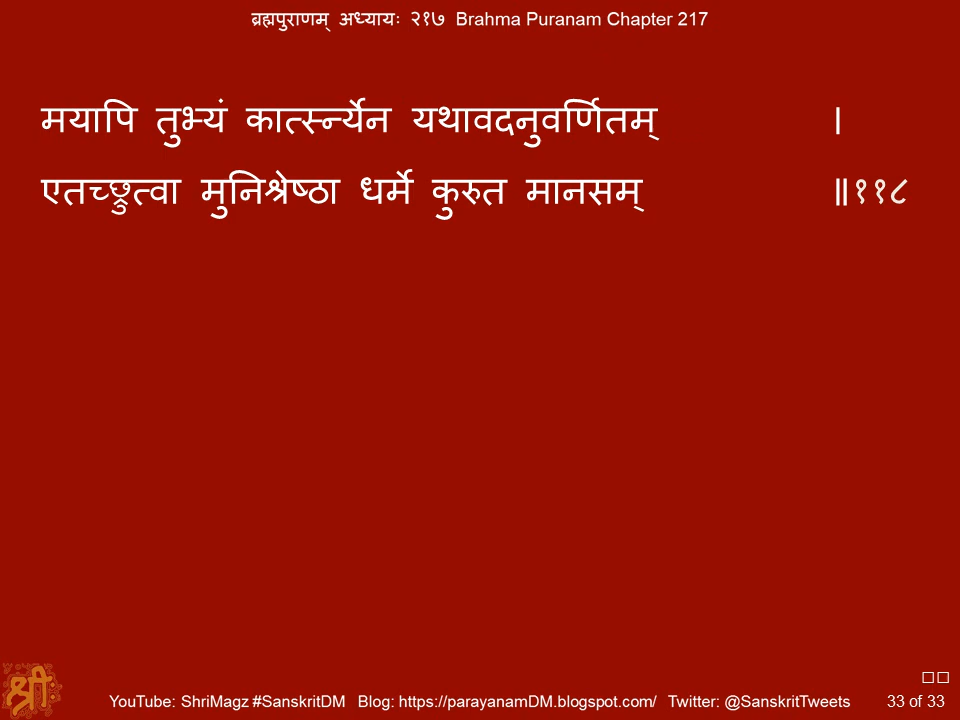 ब्रह्मपुराणम् अध्यायः २१७ Brahma Puranam Chapter 217
मयापि तुभ्यं कार्त्स्न्येन यथावदनुवर्णितम् ।
एतच्छ्रुत्वा मुनिश्रेष्ठा धर्मे कुरुत मानसम् ॥११८
श्री
YouTube: ShriMagz #SanskritDM Blog: https://parayanamDM.blogspot.com/ Twitter: @SanskritTweets 33 of 33